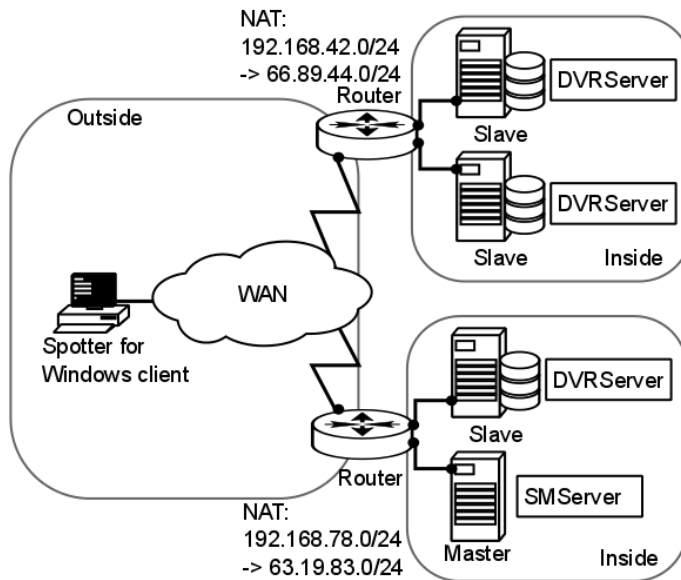 NAT:
192.168.42.0/24
-> 66.89.44.0/24
Router
DVRServer
Slave
Outside
DVRServer
Slave
Inside
WAN
Spotter for
Windows client
DVRServer
Slave
Router
SMServer
NAT:
192.168.78.0/24
-> 63.19.83.0/24
Master
Inside